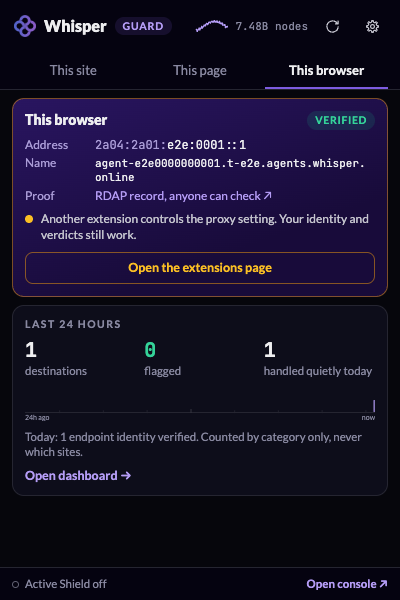 Whisper GUARD 7.48B nodes
This site This page This browser
This browser VERIFIED
Address 2a04:2a01:e2e:0001::1
Name agent-e2e0000000001.t-e2e.agents.whisper.
online
Proof RDAP record, anyone can check ↗
Another extension controls the proxy setting. Your identity and
verdicts still work.
Open the extensions page
LAST 24 HOURS
1 0 1
destinations flagged handled quietly today
24h ago now
Today: 1 endpoint identity verified. Counted by category only, never
which sites.
Open dashboard →
Active Shield off Open console ↗